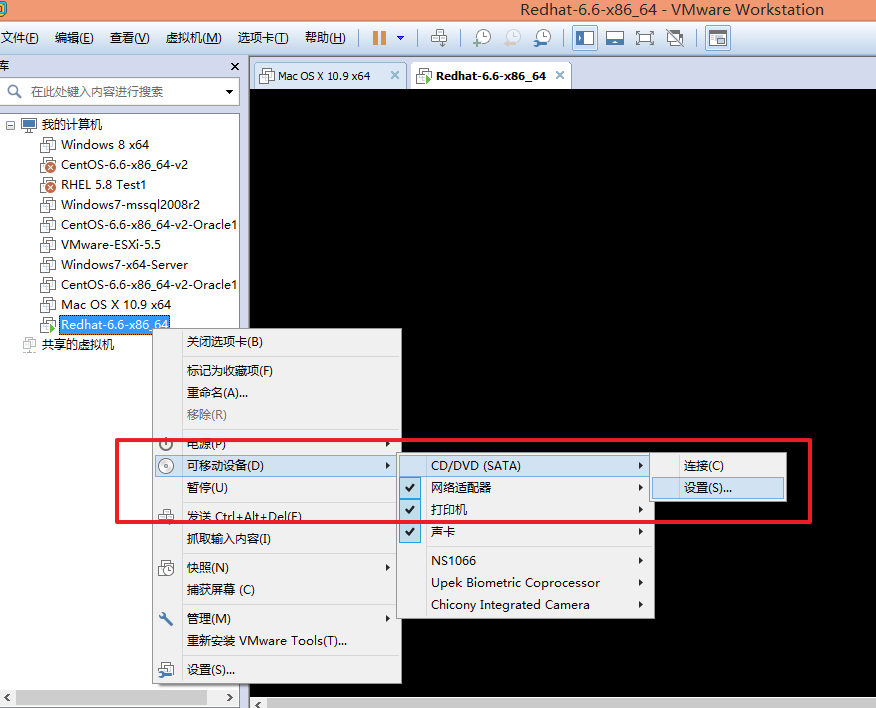 Redhat-6.6-x86_64 - VMware Workstation
文件(F) 编辑(E) 查看(V) 虚拟机(M) 选项卡(T) 帮助(H)
库
在此处键入内容进行搜索
Mac OS X 10.9 x64
Redhat-6.6-x86_64
我的计算机
Windows 8 x64
CentOS-6.6-x86_64-v2
RHEL 5.8 Test1
Windows7-mssql2008r2
CentOS-6.6-x86_64-v2-Oracle1
VMware-ESXi-5.5
Windows7-x64-Server
CentOS-6.6-x86_64-v2-Oracle1
Mac OS X 10.9 x64
Redhat-6.6-x86_64
共享的虚拟机
关闭选项卡(B)
标记为收藏项(F)
重命名(A)...
移除(R)
电源(P)
可移动设备(D)
暂停(U)
发送 Ctrl+Alt+Del(E)
抓取输入内容(I)
快照(N)
捕获屏幕 (C)
管理(M)
重新安装 VMware Tools(T)...
设置(S)...
CD/DVD (SATA)
网络适配器
打印机
声卡
NS1066
Upek Biometric Coprocessor
Chicony Integrated Camera
连接(C)
设置(S)...